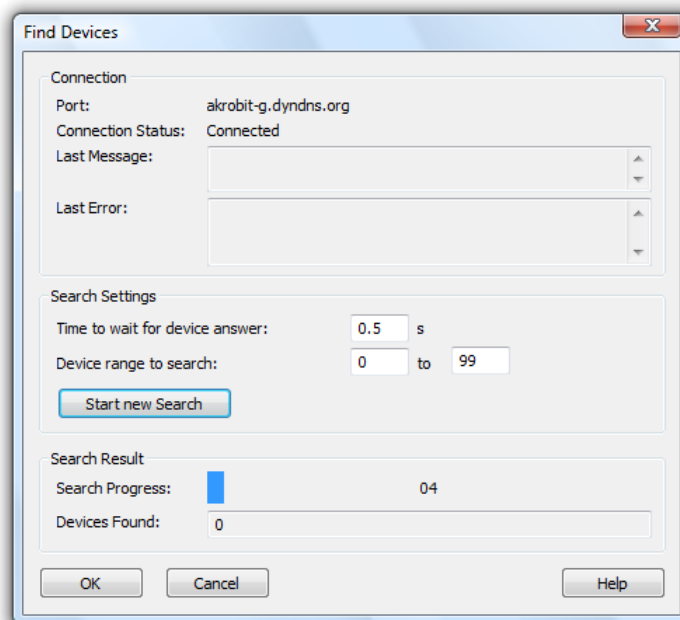 Find Devices
Connection
Port: akrobit-g.dyndns.org
Connection Status: Connected
Last Message:
Last Error:
Search Settings
Time to wait for device answer: 0.5 s
Device range to search: 0 to 99
Start new Search
Search Result
Search Progress: 04
Devices Found: 0
OK Cancel Help